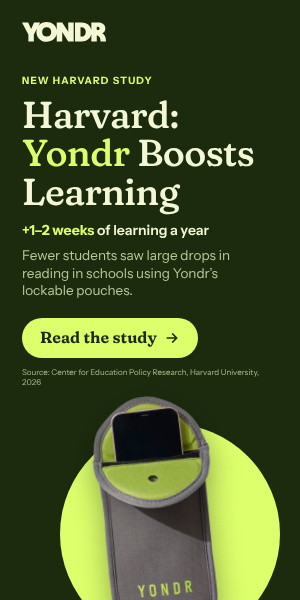 YONDR
NEW HARVARD STUDY
Harvard:
Yondr Boosts
Learning
+1–2 weeks of learning a year
Fewer students saw large drops in
reading in schools using Yondr's
lockable pouches.
Read the study →
Source: Center for Education Policy Research, Harvard University,
2026
YONDR